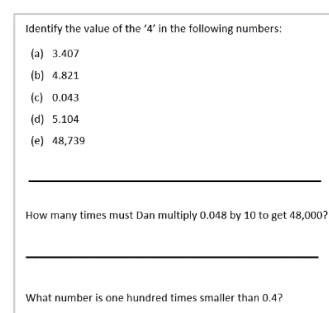 Identify the value of the ‘4’ in the following numbers:
(a) 3.407
(b) 4.821
(c) 0.043
(d) 5.104
(e) 48,739
How many times must Dan multiply 0.048 by 10 to get 48,000?
What number is one hundred times smaller than 0.4?